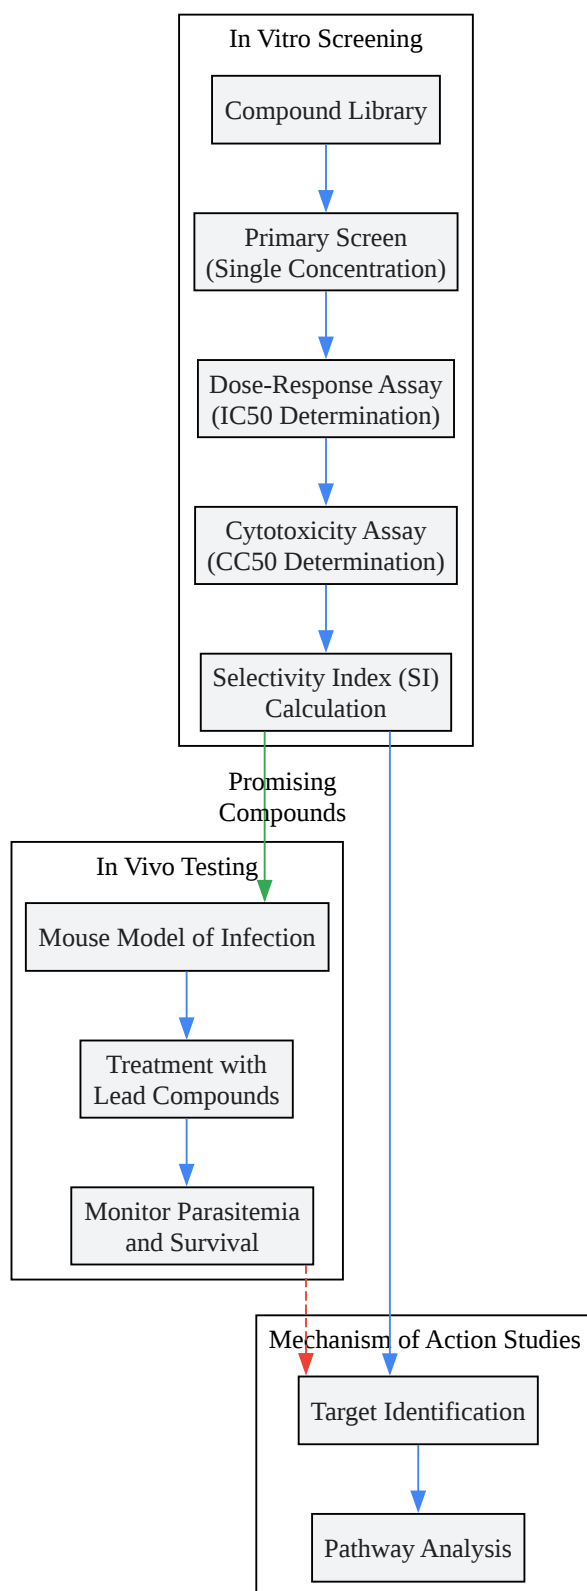 In Vitro Screening
Compound Library
Primary Screen
(Single Concentration)
Dose-Response Assay
(IC50 Determination)
Cytotoxicity Assay
(CC50 Determination)
Selectivity Index (SI)
Calculation
Promising
Compounds
In Vivo Testing
Mouse Model of Infection
Treatment with
Lead Compounds
Monitor Parasitemia
and Survival
Mechanism of Action Studies
Target Identification
Pathway Analysis